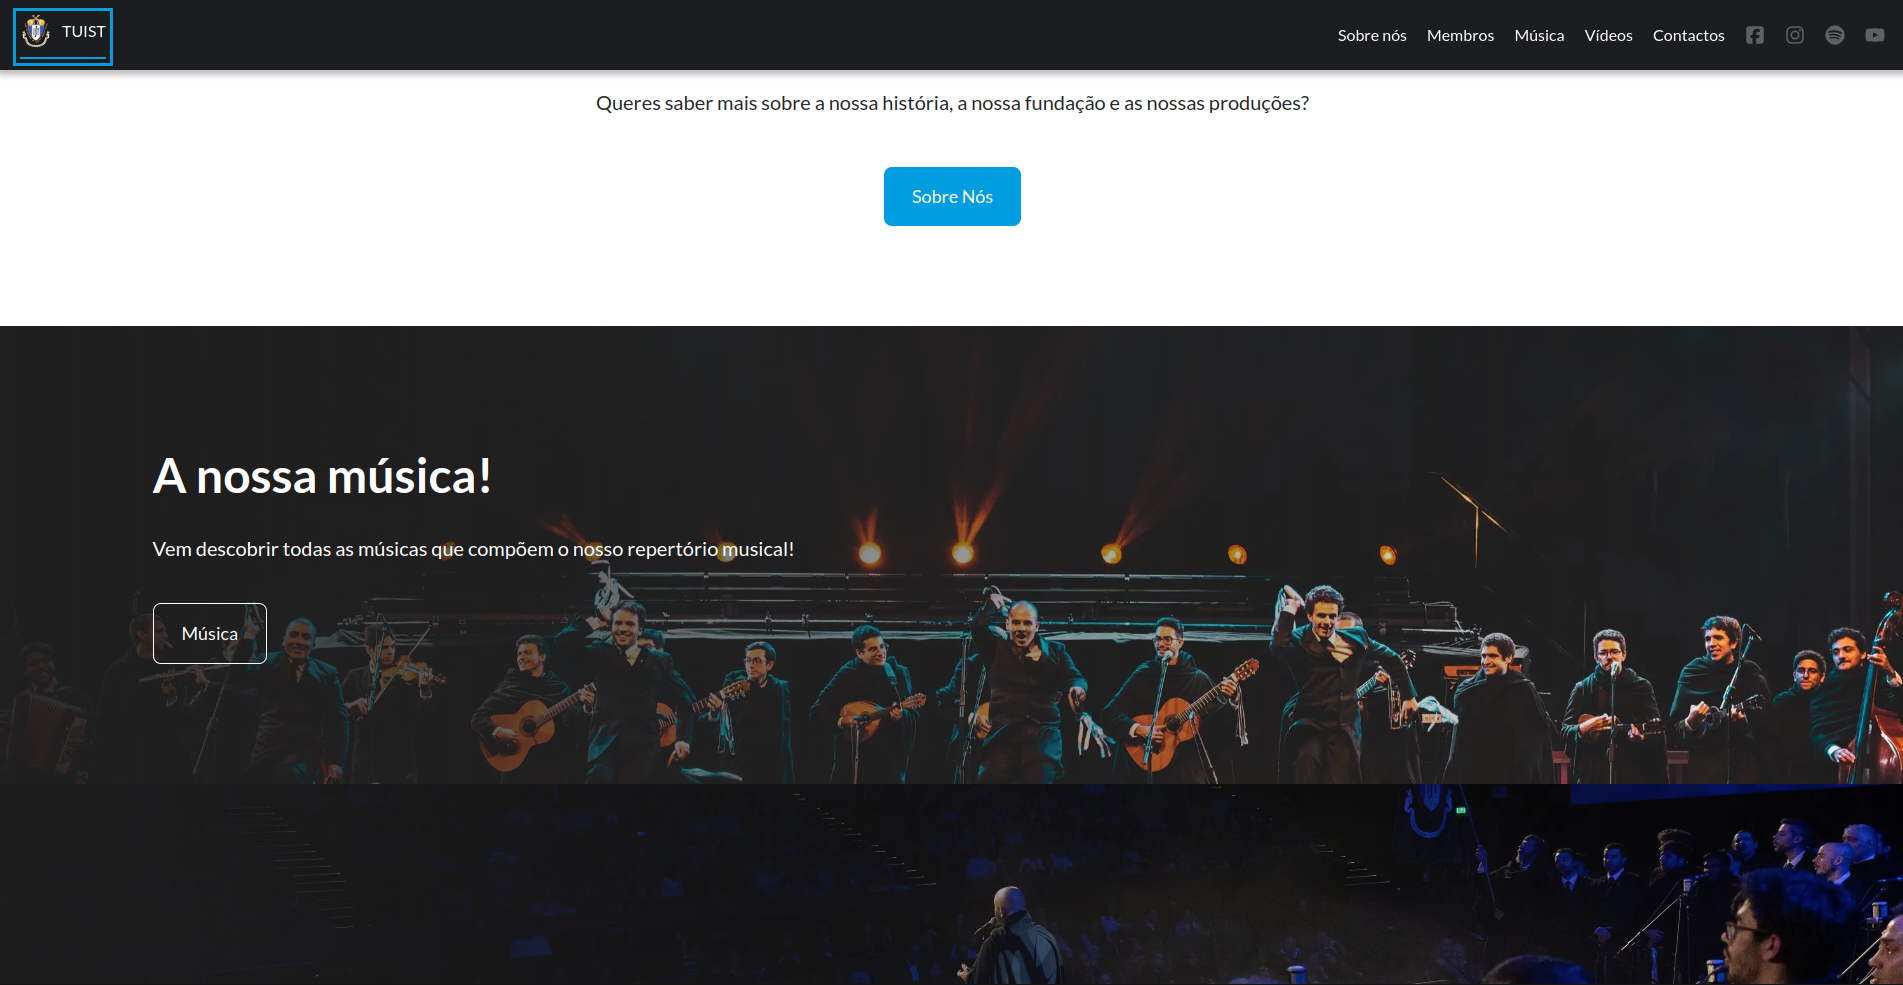 TUIST
Sobre nós
Membros
Música
Vídeos
Contactos
Queres saber mais sobre a nossa história, a nossa fundação e as nossas produções?
Sobre Nós
A nossa música!
Vem descobrir todas as músicas que compõem o nosso repertório musical!
Música